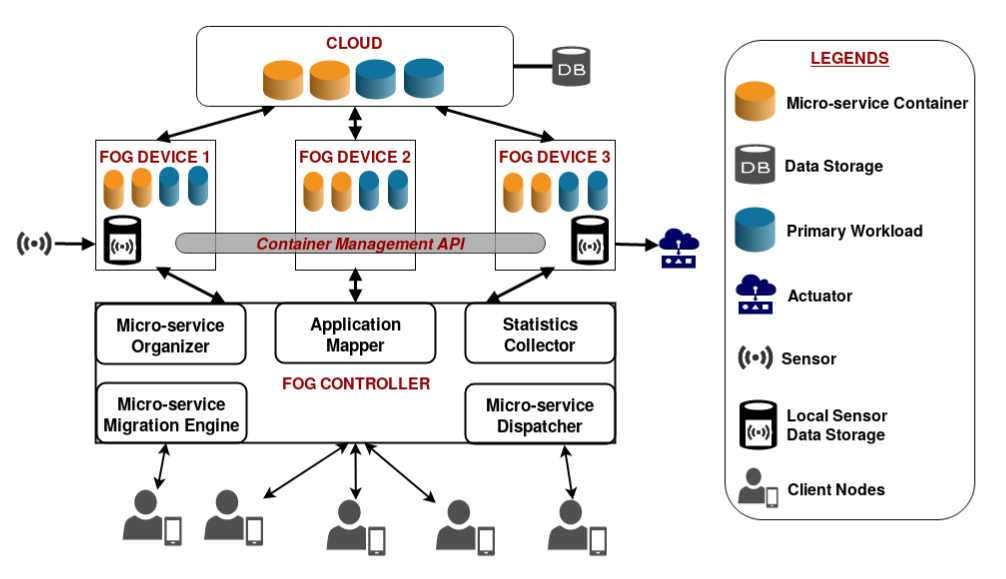 CLOUD
DB
FOG DEVICE 1
FOG DEVICE 2
FOG DEVICE 3
Container Management API
Micro-service
Organizer
Application
Mapper
Statistics
Collector
FOG CONTROLLER
Micro-service
Migration Engine
Micro-service
Dispatcher
LEGENDS
Micro-service Container
DB
Data Storage
Primary Workload
Actuator
Sensor
Local Sensor
Data Storage
Client Nodes